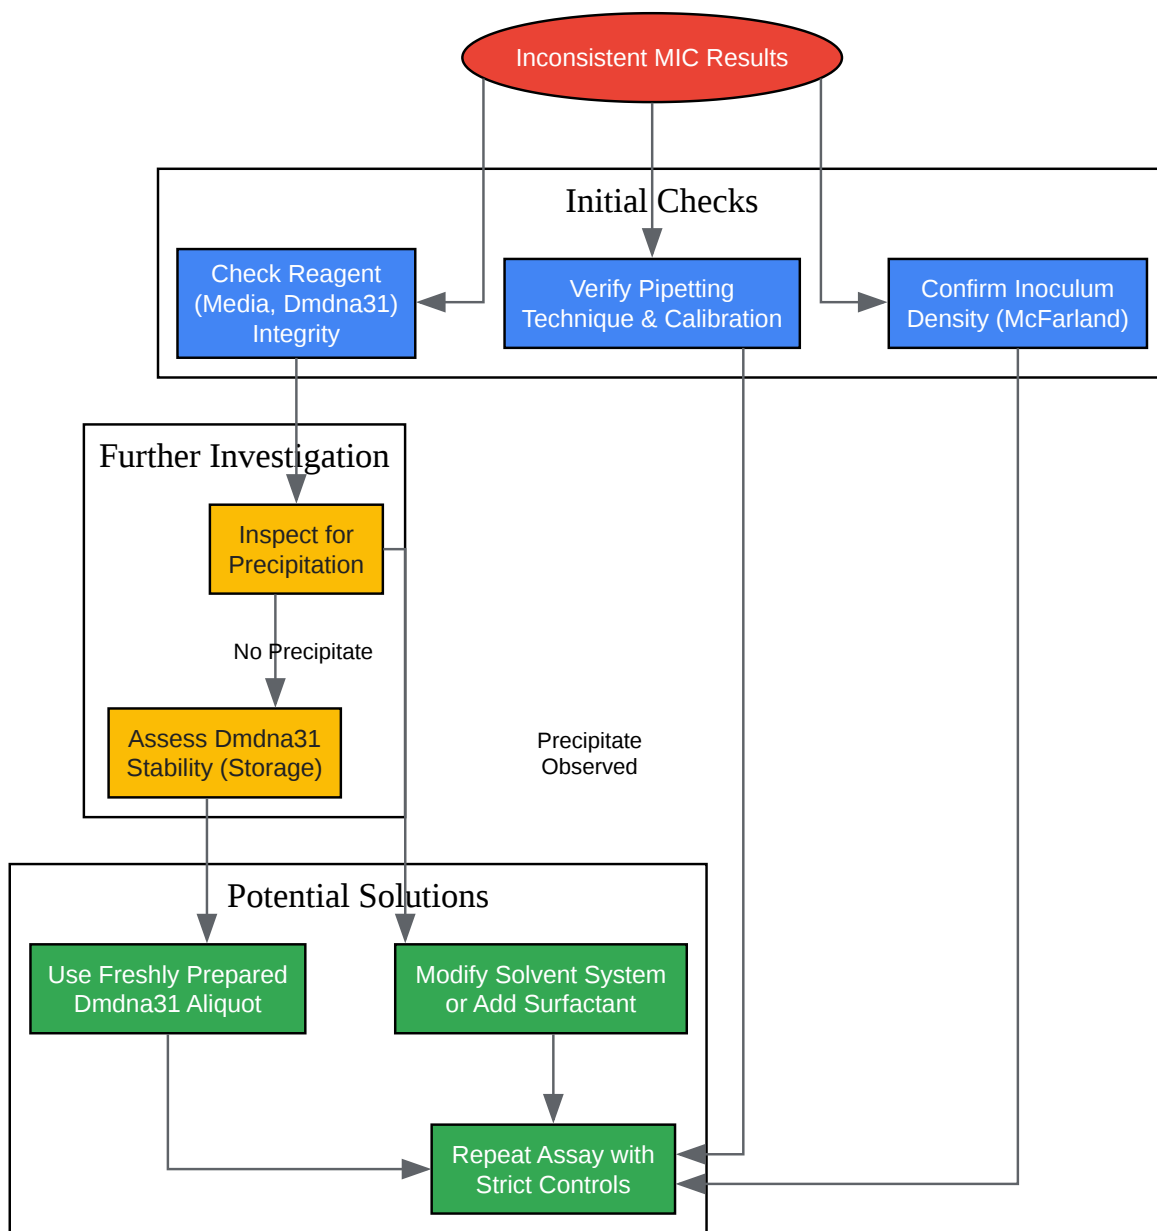 Inconsistent MIC Results
Initial Checks
Check Reagent
(Media, Dmdna31)
Integrity
Verify Pipetting
Technique & Calibration
Confirm Inoculum
Density (McFarland)
Further Investigation
Inspect for
Precipitation
No Precipitate
Assess Dmdna31
Stability (Storage)
Precipitate
Observed
Potential Solutions
Use Freshly Prepared
Dmdna31 Aliquot
Modify Solvent System
or Add Surfactant
Repeat Assay with
Strict Controls